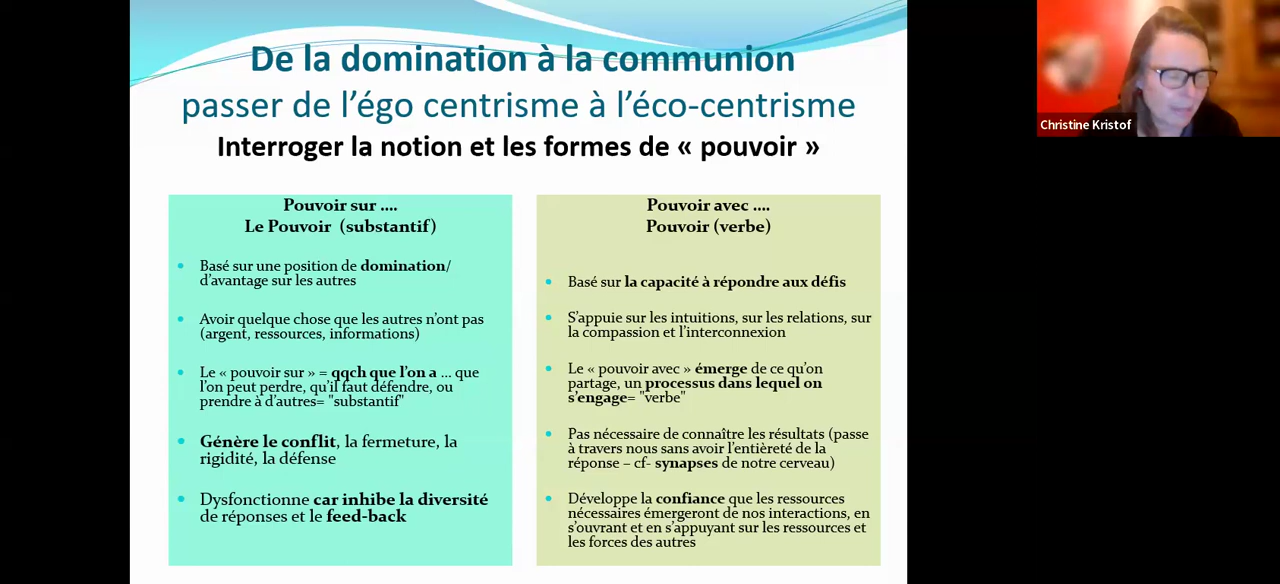 De la domination à la communion
passer de l’égo centrisme à l’éco-centrisme
Interroger la notion et les formes de « pouvoir »
Pouvoir sur ....
Le Pouvoir (substantif)
Basé sur une position de domination/
d’avantage sur les autres
Avoir quelque chose que les autres n’ont pas
(argent, ressources, informations)
Le « pouvoir sur » = qqch que l’on a ... que
l’on peut perdre, qu’il faut défendre, ou
prendre à d’autres= "substantif"
Génère le conflit, la fermeture, la
rigidité, la défense
Dysfonctionne car inhibe la diversité
de réponses et le feed-back
Pouvoir avec ....
Pouvoir (verbe)
Basé sur la capacité à répondre aux défis
S’appuie sur les intuitions, sur les relations, sur
la compassion et l’interconnexion
Le « pouvoir avec » émerge de ce qu’on
partage, un processus dans lequel on
s’engage= "verbe"
Pas nécessaire de connaître les résultats (passe
à travers nous sans avoir l’entièreté de la
réponse – cf- synapses de notre cerveau)
Développe la confiance que les ressources
nécessaires émergeront de nos interactions, en
s’ouvrant et en s’appuyant sur les ressources et
les forces des autres
Christine Kristof